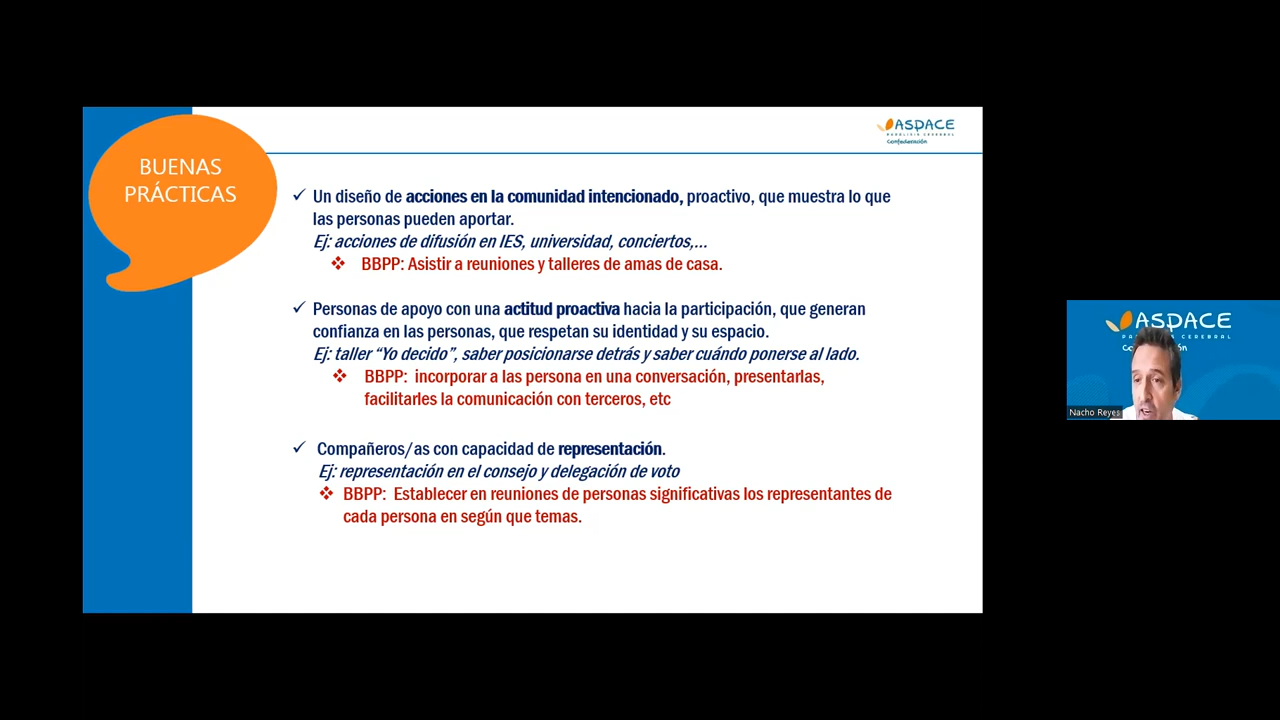 BUENAS
PRÁCTICAS
ASPACE
PARÁLISIS CEREBRAL
Confederación
✓ Un diseño de acciones en la comunidad intencionado, proactivo, que muestra lo que
las personas pueden aportar.
Ej: acciones de difusión en IES, universidad, conciertos,...
❖ BBPP: Asistir a reuniones y talleres de amas de casa.
✓ Personas de apoyo con una actitud proactiva hacia la participación, que generan
confianza en las personas, que respetan su identidad y su espacio.
Ej: taller “Yo decido”, saber posicionarse detrás y saber cuándo ponerse al lado.
❖ BBPP: incorporar a las persona en una conversación, presentarlas,
facilitarles la comunicación con terceros, etc
✓ Compañeros/as con capacidad de representación.
Ej: representación en el consejo y delegación de voto
❖ BBPP: Establecer en reuniones de personas significativas los representantes de
cada persona en según que temas.
ASPACE
Nacho Reyes